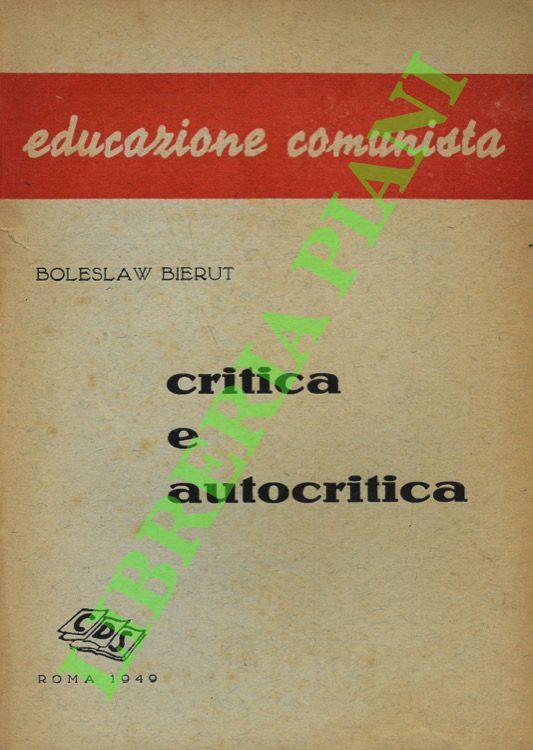 educazione comunista
BOLESLAW BIERUT
critica
e
autocritica
CDS
ROMA 1949
LIBRERIA PIANI